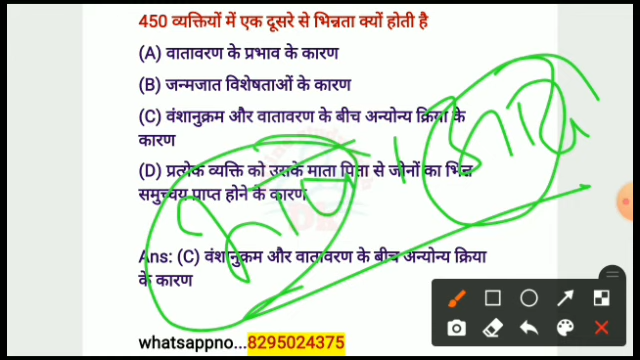 450 व्यक्तियों में एक दूसरे से भिन्नता क्यों होती है
(A) वातावरण के प्रभाव के कारण
(B) जन्मजात विशेषताओं के कारण
(C) वंशानुक्रम और वातावरण के बीच अन्योन्य क्रिया के
कारण
(D) प्रत्येक व्यक्ति को उसके माता पिता से जीनों का भिन्न
समुच्चय प्राप्त होने के कारण
Ans: (C) वंशानुक्रम और वातावरण के बीच अन्योन्य क्रिया
के कारण
whatsappno...8295024375